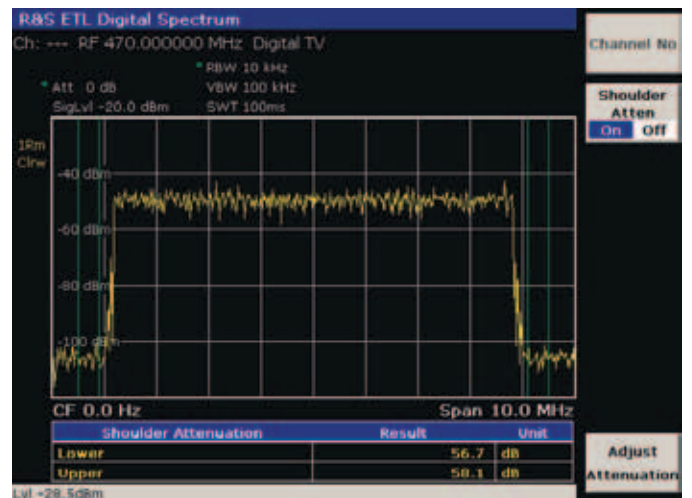 R&S ETL Digital Spectrum
Ch: --- RF 470.000000 MHz Digital TV
Channel No
* RBW 10 kHz
* Att 0 dB
VBW 100 kHz
SigLvl -20.0 dBm
SWT 100ms
Shoulder
Atten
On Off
1Rm
Clrw
-40 dBm
-60 dBm
-80 dBm
-100 dBm
CF 0.0 Hz
Span 10.0 MHz
Shoulder Attenuation Result Unit
Lower 56.7 dB
Upper 58.1 dB
Adjust
Attenuation
Lvl -28.5dBm